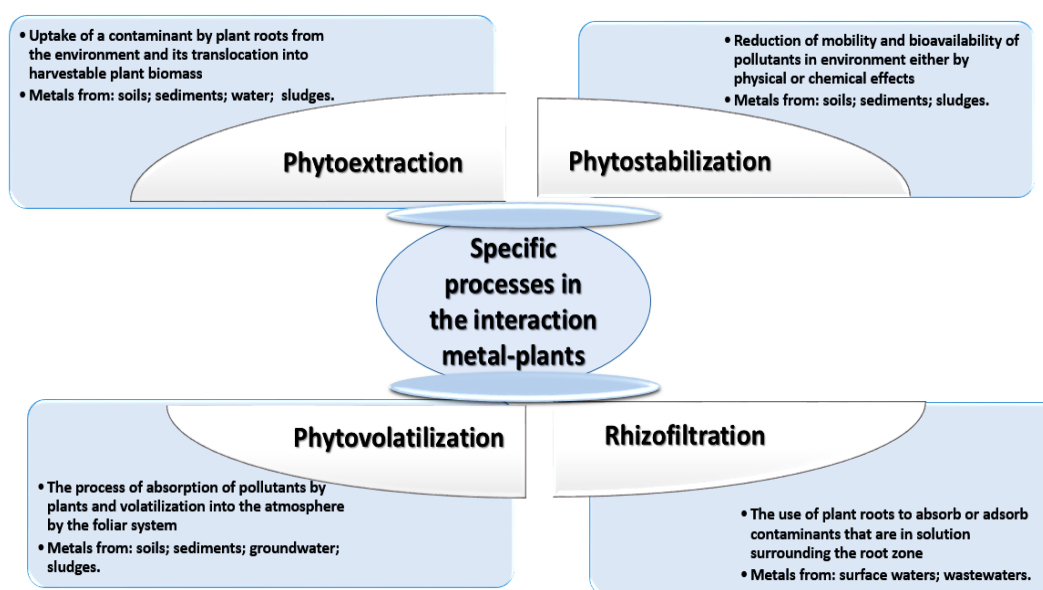 • Uptake of a contaminant by plant roots from
the environment and its translocation into
harvestable plant biomass
• Metals from: soils; sediments; water; sludges.
Phytoextraction
• Reduction of mobility and bioavailability of
pollutants in environment either by
physical or chemical effects
• Metals from: soils; sediments; sludges.
Phytostabilization
Specific
processes in
the interaction
metal-plants
Phytovolatilization
• The process of absorption of pollutants by
plants and volatilization into the atmosphere
by the foliar system
• Metals from: soils; sediments; groundwater;
sludges.
Rhizofiltration
• The use of plant roots to absorb or adsorb
contaminants that are in solution
surrounding the root zone
• Metals from: surface waters; wastewaters.